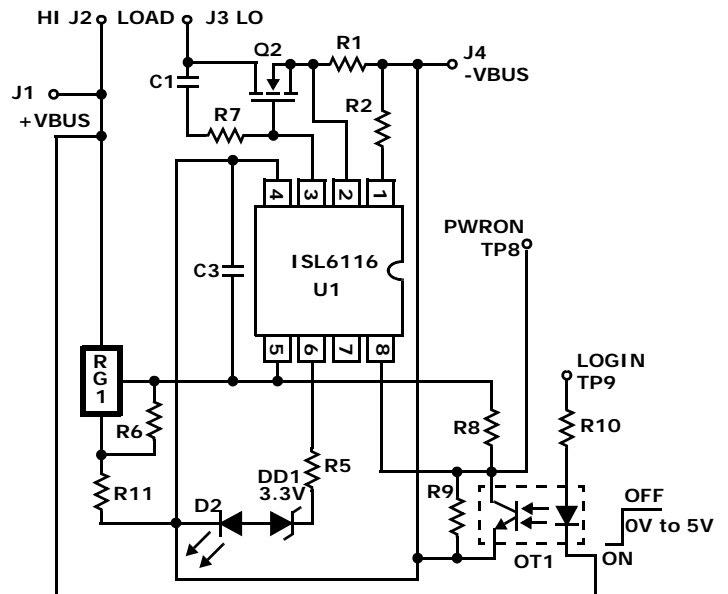 HI J2 LOAD J3 LO
Q2
R1
J4
-VBUS
J1
+VBUS
C1
R7
R2
4 3 2 1
PWRON
TP8
C3
ISL6116
U1
5 6 7 8
RG1
LOGIN
TP9
R6
R8
R10
R11
R5
DD1
3.3V
D2
R9
OFF
0V to 5V
ON
OT1